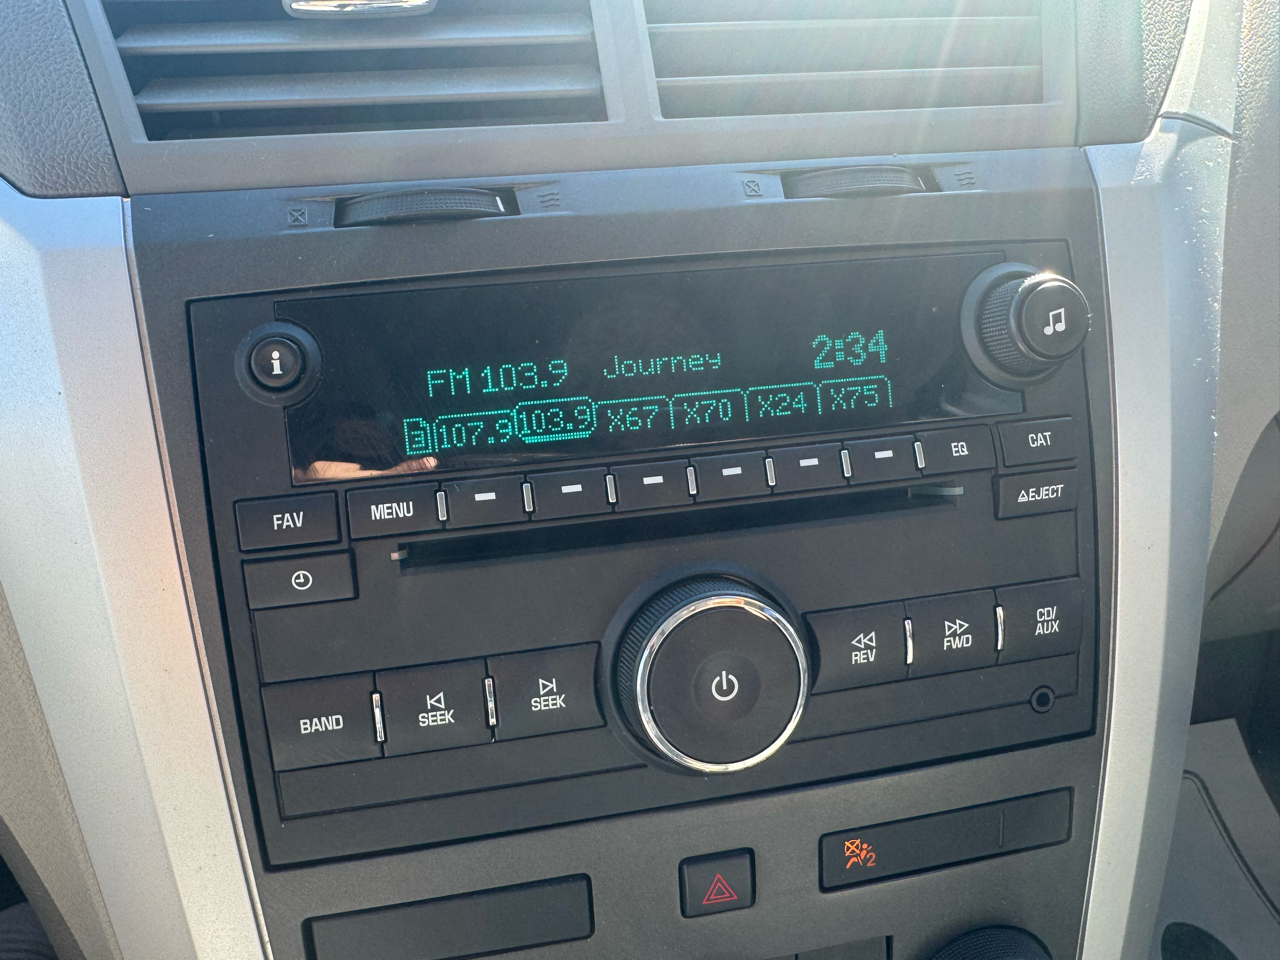 FM 103.9 Journey 2:34
107.9 103.9 X67 X70 X24 X75
i
FAV MENU EQ CAT
EJECT
BAND SEEK SEEK REV FWD CD/
AUX
2